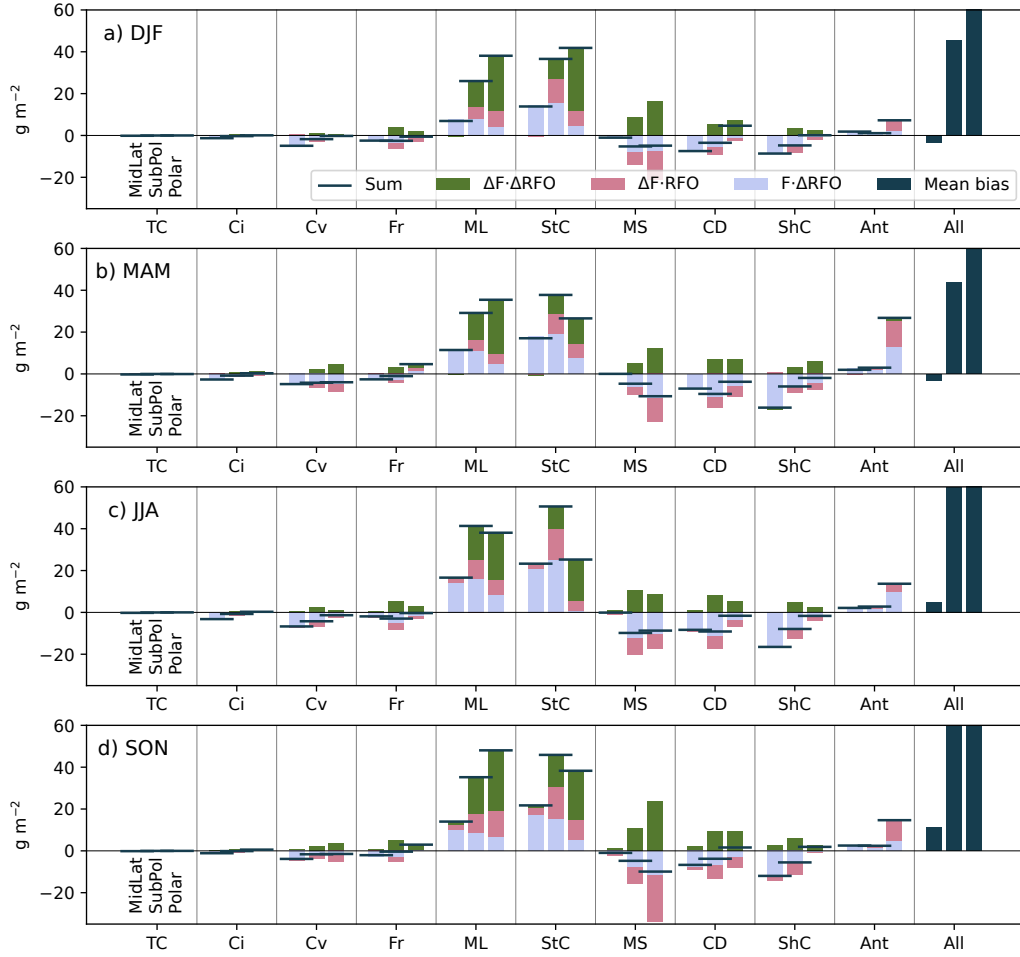 a) DJF
60
40
20
0
−20
g m⁻²
MidLat
SubPol
Polar
Sum ΔF·ΔRFO ΔF·RFO F·ΔRFO Mean bias
TC Ci Cv Fr ML StC MS CD ShC Ant All
b) MAM
60
40
20
0
−20
g m⁻²
MidLat
SubPol
Polar
TC Ci Cv Fr ML StC MS CD ShC Ant All
c) JJA
60
40
20
0
−20
g m⁻²
MidLat
SubPol
Polar
TC Ci Cv Fr ML StC MS CD ShC Ant All
d) SON
60
40
20
0
−20
g m⁻²
MidLat
SubPol
Polar
TC Ci Cv Fr ML StC MS CD ShC Ant All